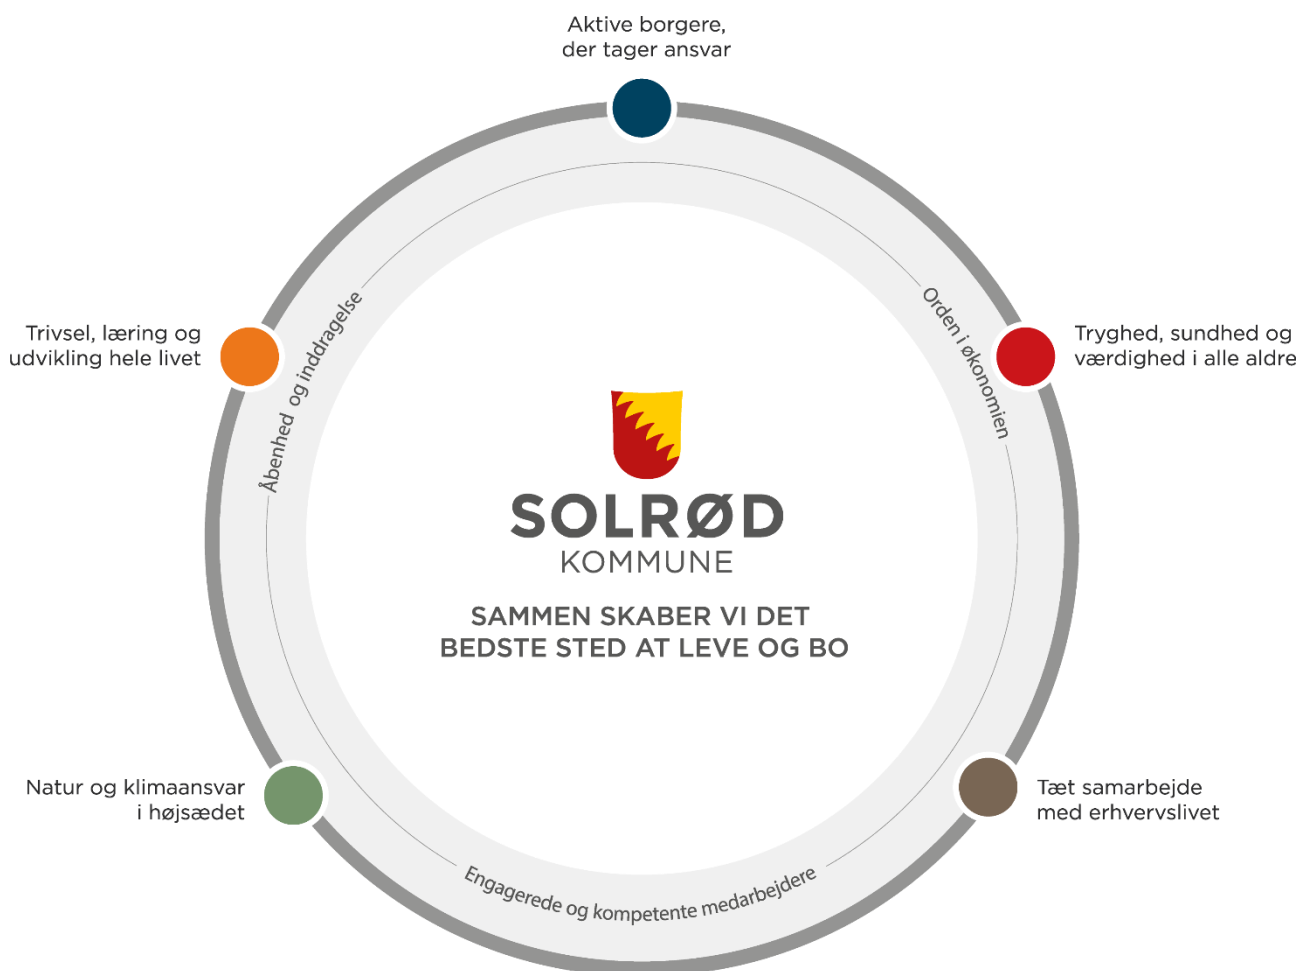 Aktive borgere,
der tager ansvar
Trivsel, læring og
udvikling hele livet
Åbenhed og inddragelse
Orden i økonomien
Tryghed, sundhed og
værdighed i alle aldre
SOLRØD
KOMMUNE
SAMMEN SKABER VI DET
BEDSTE STED AT LEVE OG BO
Natur og klimaansvar
i højsædet
Tæt samarbejde
med erhvervslivet
Engagerede og kompetente medarbejdere